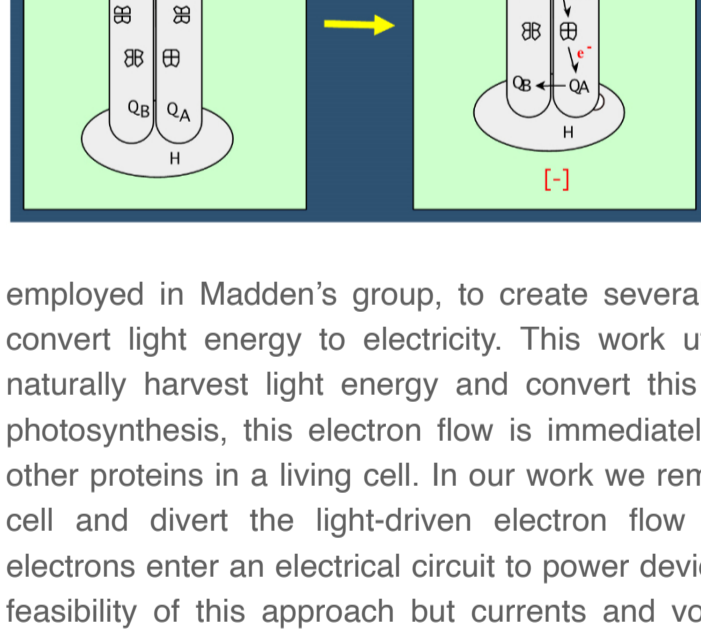 QB QA
H
e-
QB QA
H
[-]
employed in Madden’s group, to create severa
convert light energy to electricity. This work u
naturally harvest light energy and convert this
photosynthesis, this electron flow is immediatel
other proteins in a living cell. In our work we rem
cell and divert the light-driven electron flow
electrons enter an electrical circuit to power devi
feasibility of this approach but currents and vo